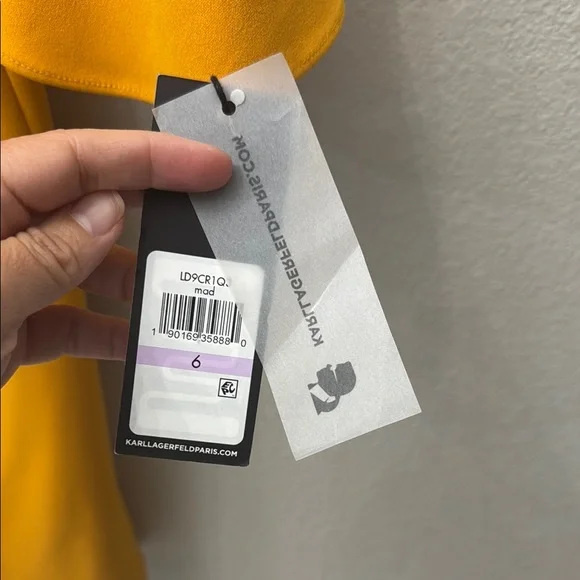 LD9CR1Q
mad
1 90169 35888 0
6
KARLLAGERFELDPARIS.COM
KARLLAGERFELDPARIS.COM